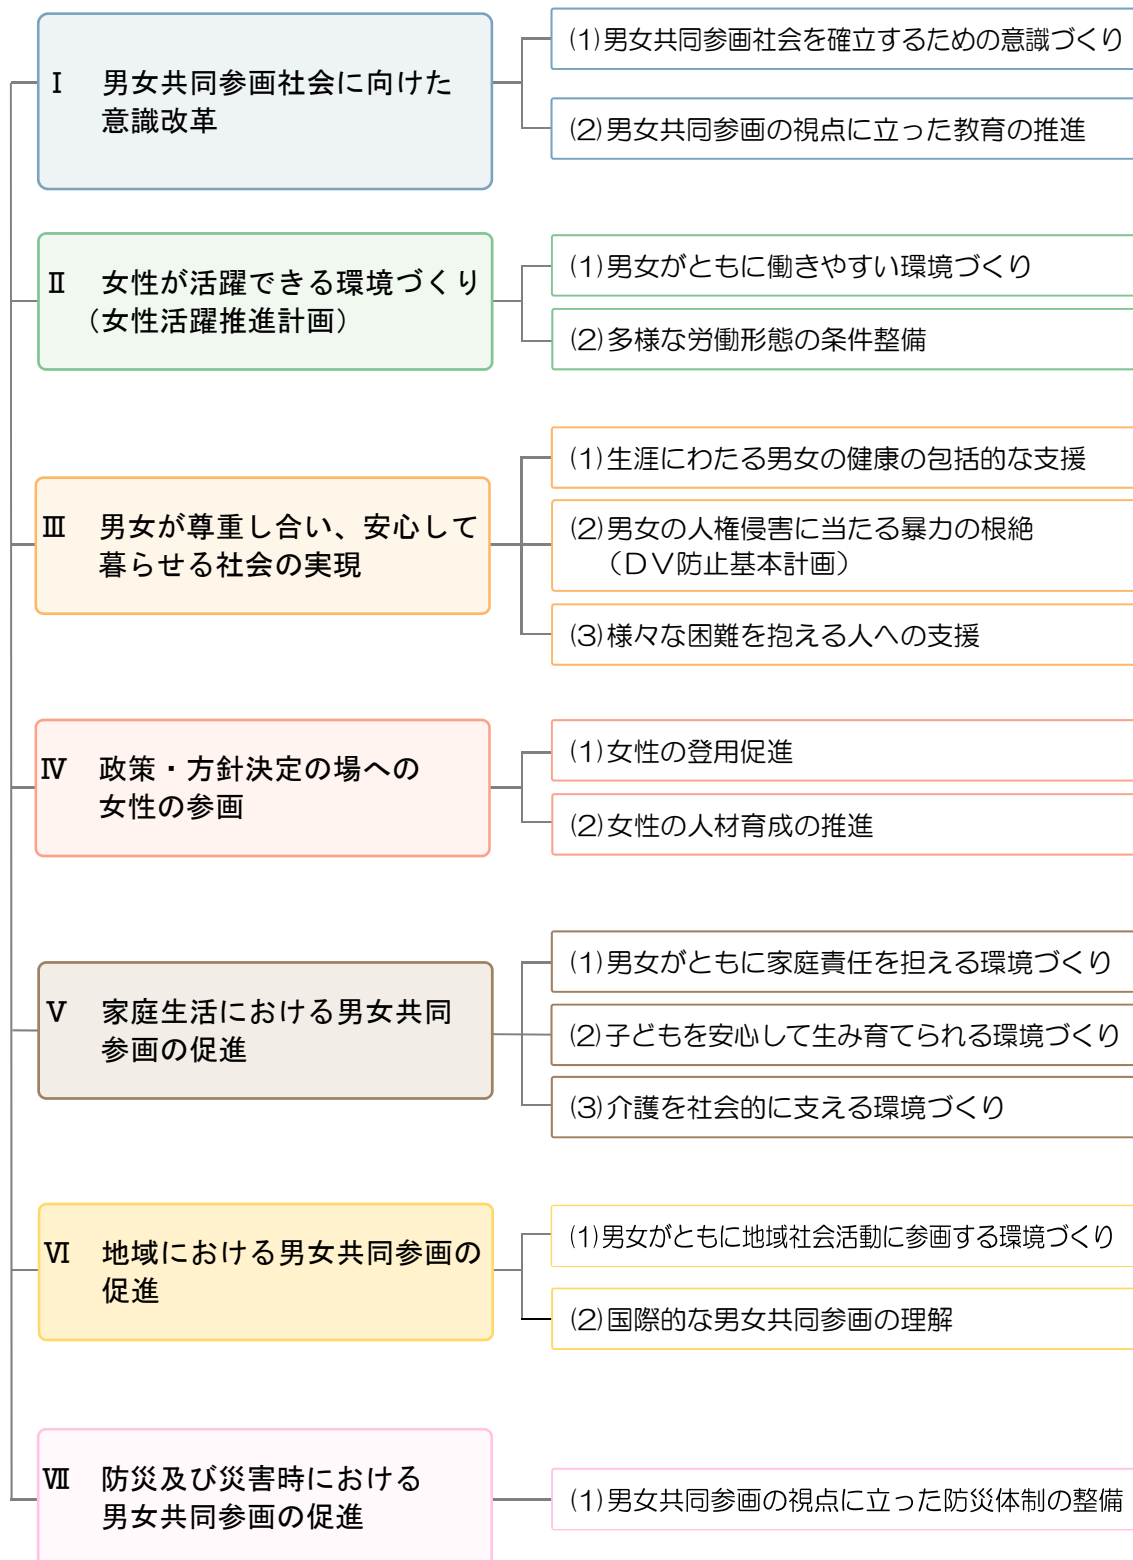 Ⅰ 男女共同参画社会に向けた
意識改革
(1)男女共同参画社会を確立するための意識づくり
(2)男女共同参画の視点に立った教育の推進
Ⅱ 女性が活躍できる環境づくり
（女性活躍推進計画）
(1)男女がともに働きやすい環境づくり
(2)多様な労働形態の条件整備
Ⅲ 男女が尊重し合い、安心して
暮らせる社会の実現
(1)生涯にわたる男女の健康の包括的な支援
(2)男女の人権侵害に当たる暴力の根絶
（ＤＶ防止基本計画）
(3)様々な困難を抱える人への支援
Ⅳ 政策・方針決定の場への
女性の参画
(1)女性の登用促進
(2)女性の人材育成の推進
Ⅴ 家庭生活における男女共同
参画の促進
(1)男女がともに家庭責任を担える環境づくり
(2)子どもを安心して生み育てられる環境づくり
(3)介護を社会的に支える環境づくり
Ⅵ 地域における男女共同参画の
促進
(1)男女がともに地域社会活動に参画する環境づくり
(2)国際的な男女共同参画の理解
Ⅶ 防災及び災害時における
男女共同参画の促進
(1)男女共同参画の視点に立った防災体制の整備